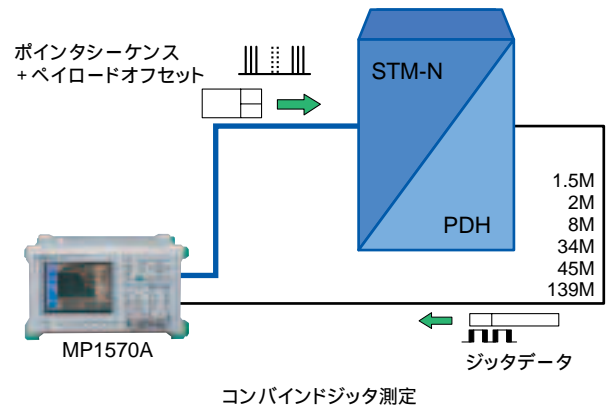 ポインタシーケンス
+ペイロードオフセット
STM-N
PDH
1.5M
2M
8M
34M
45M
139M
MP1570A
ジッタデータ
コンバインドジッタ測定